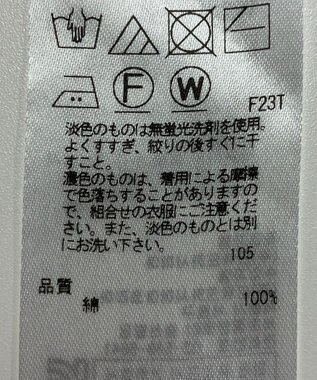 F
W
F23T
淡色のものは無蛍光洗剤を使用。
よくすすぎ、絞りの後すぐに干
すこと。
濃色のものは、着用による摩擦
で色落ちすることがありますの
で、組合せの衣服にご注意くだ
さい。また、淡色のものとは別
にお洗い下さい。
105
品質
綿 100%